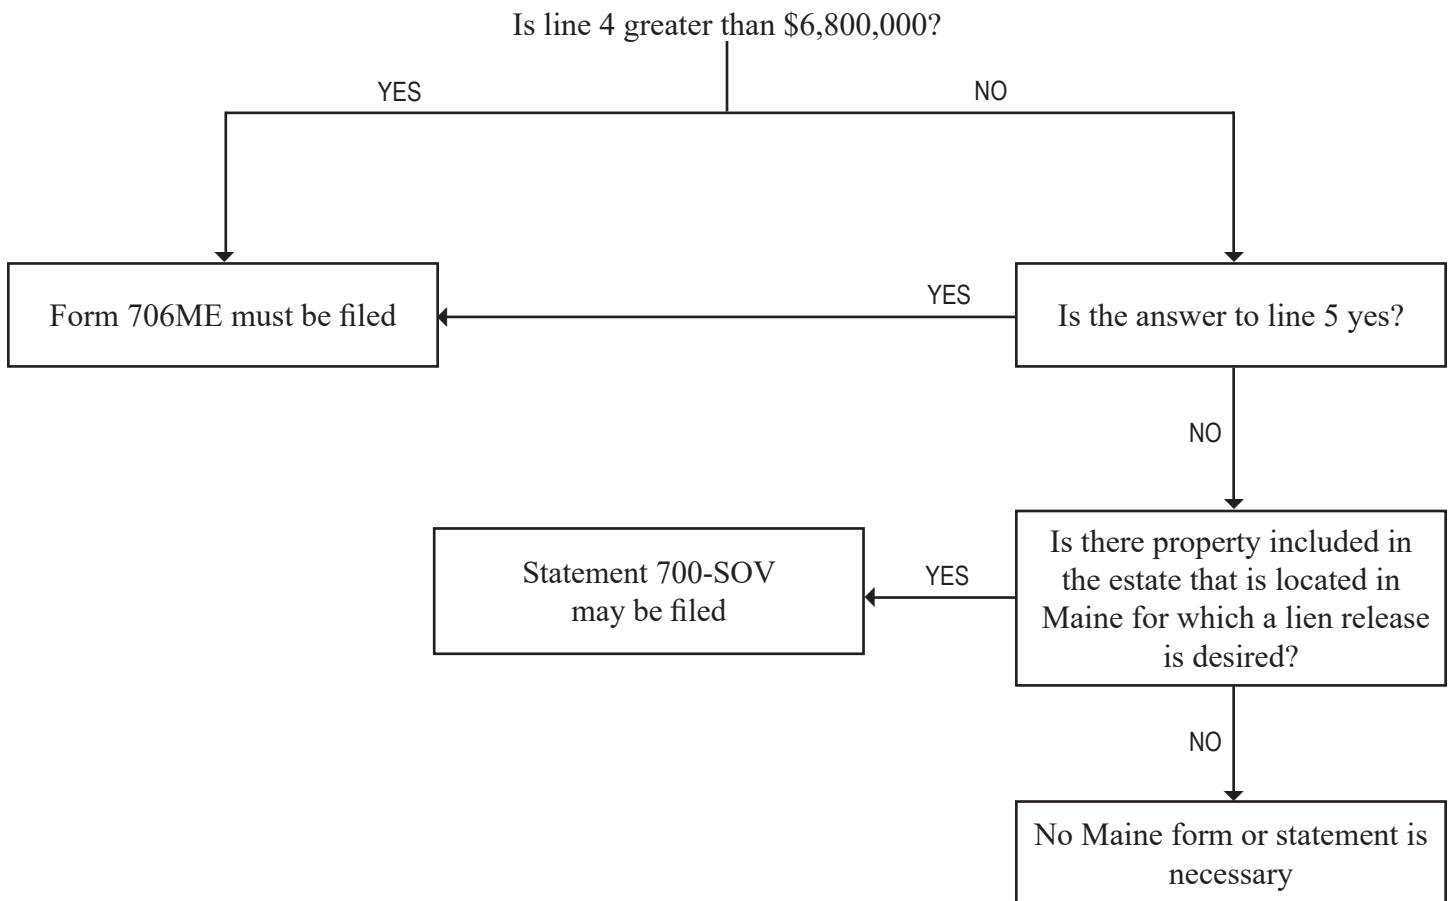 Is line 4 greater than $6,800,000?
YES
NO
Form 706ME must be filed
YES
Is the answer to line 5 yes?
NO
Statement 700-SOV
may be filed
YES
Is there property included in
the estate that is located in
Maine for which a lien release
is desired?
NO
No Maine form or statement is
necessary